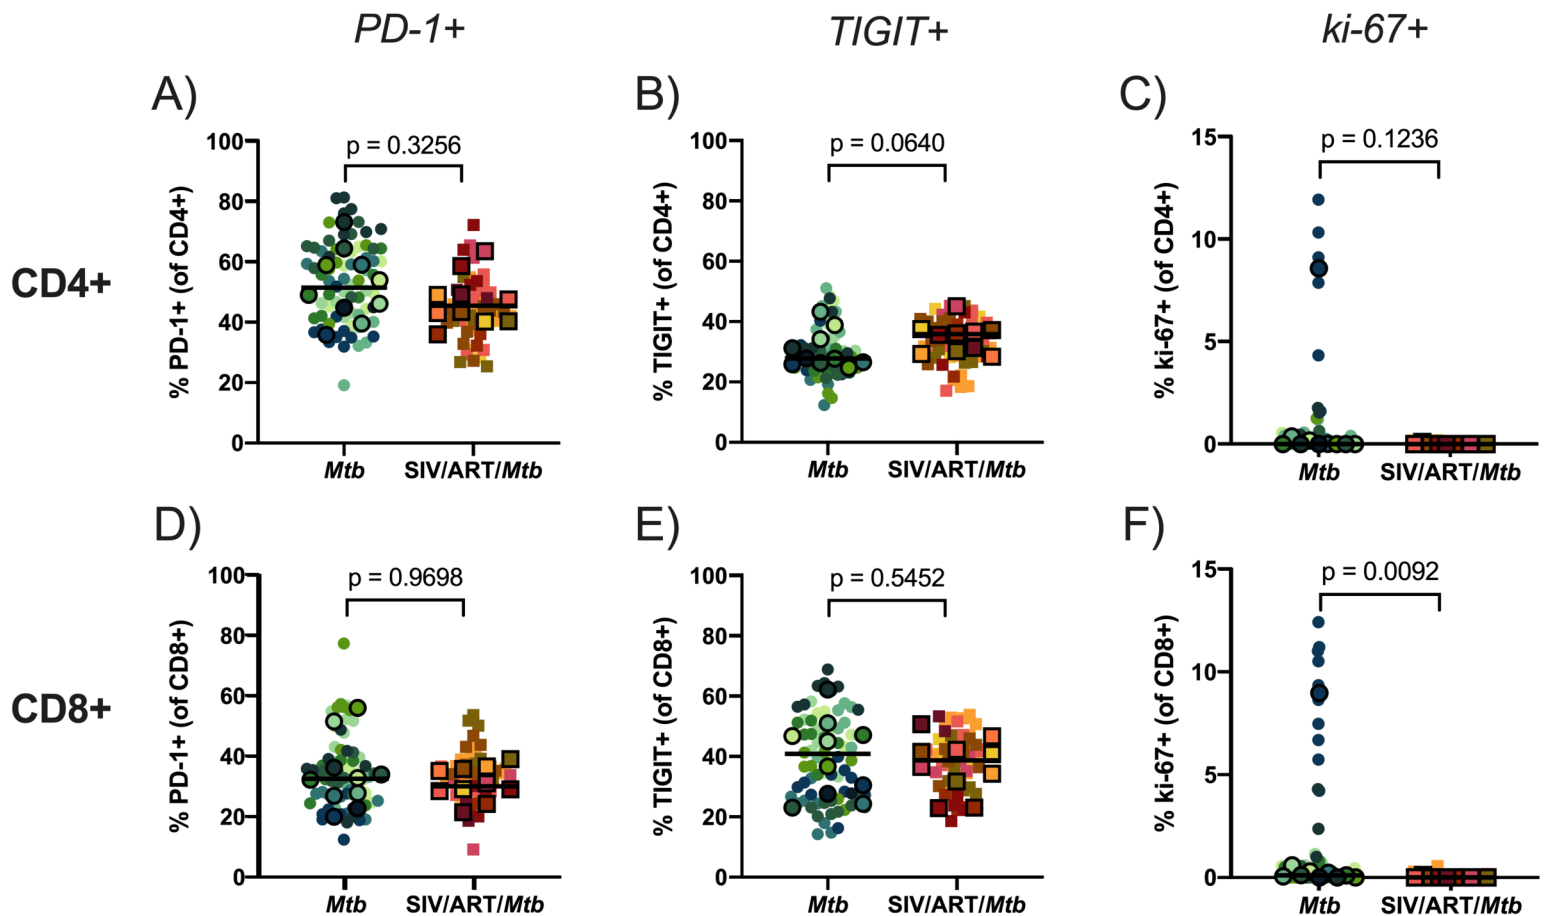 PD-1+ TIGIT+ ki-67+
A) B) C)
CD4+
p = 0.3256
% PD-1+ (of CD4+)
100
80
60
40
20
0
Mtb SIV/ART/Mtb
p = 0.0640
% TIGIT+ (of CD4+)
100
80
60
40
20
0
Mtb SIV/ART/Mtb
p = 0.1236
% ki-67+ (of CD4+)
15
10
5
0
Mtb SIV/ART/Mtb
D) E) F)
CD8+
p = 0.9698
% PD-1+ (of CD8+)
100
80
60
40
20
0
Mtb SIV/ART/Mtb
p = 0.5452
% TIGIT+ (of CD8+)
100
80
60
40
20
0
Mtb SIV/ART/Mtb
p = 0.0092
% ki-67+ (of CD8+)
15
10
5
0
Mtb SIV/ART/Mtb